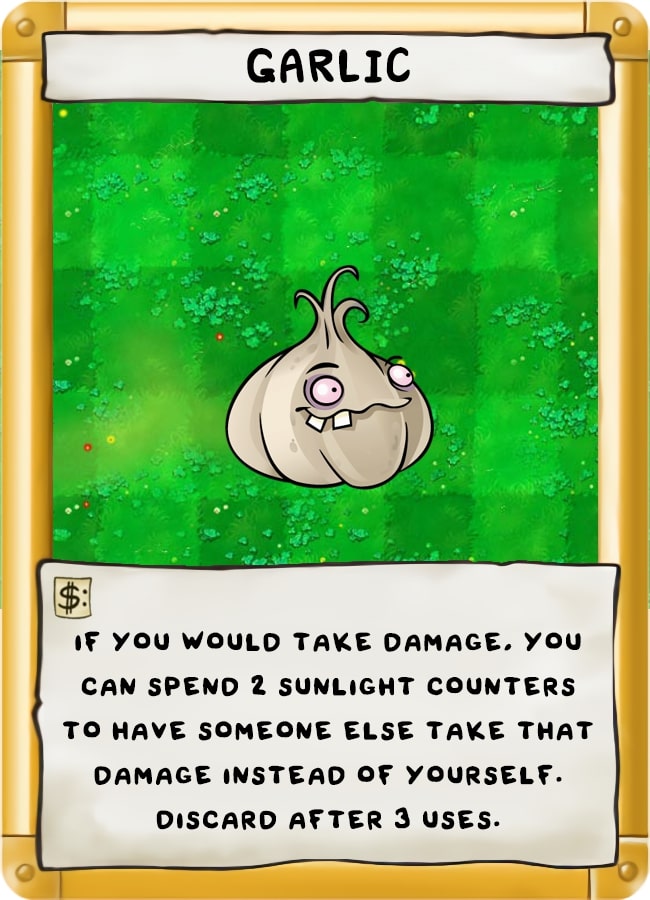 GARLIC
$:
IF YOU WOULD TAKE DAMAGE, YOU
CAN SPEND 2 SUNLIGHT COUNTERS
TO HAVE SOMEONE ELSE TAKE THAT
DAMAGE INSTEAD OF YOURSELF.
DISCARD AFTER 3 USES.